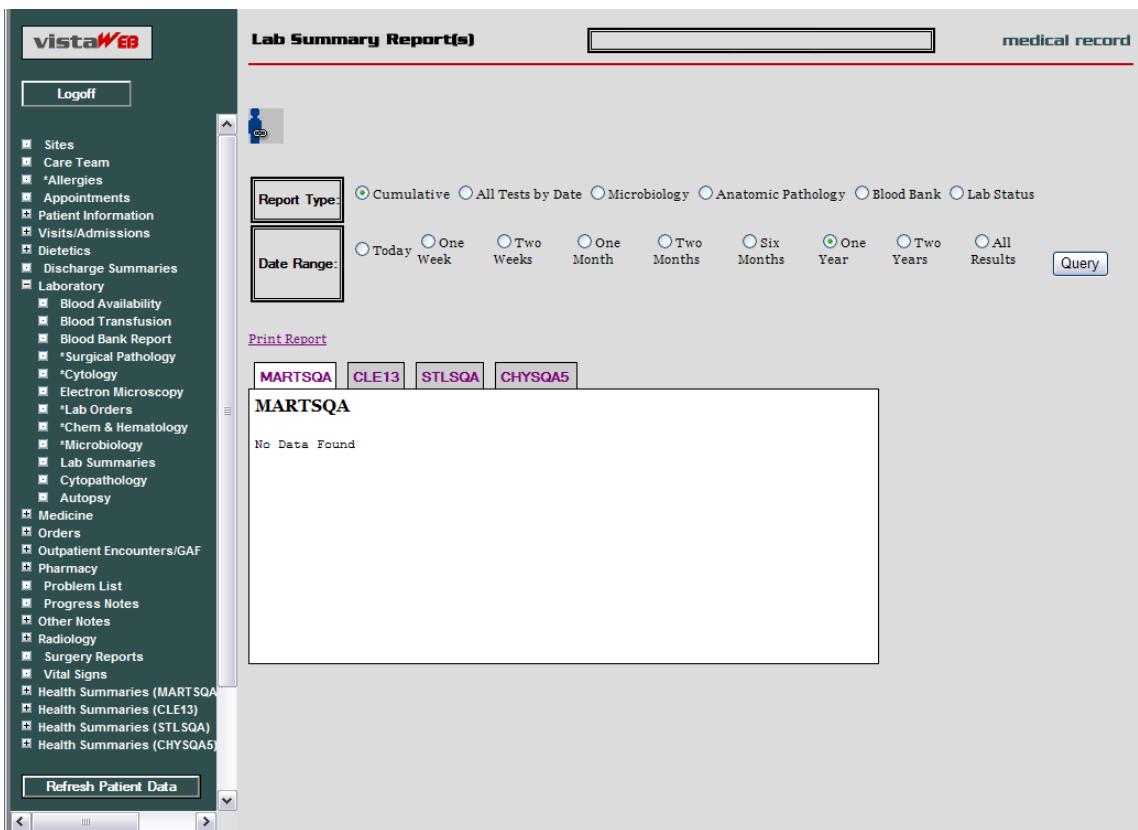 vistaWEB
Lab Summary Report(s)
medical record
Logoff
Sites
Care Team
*Allergies
Appointments
Patient Information
Visits/Admissions
Dietetics
Discharge Summaries
Laboratory
Blood Availability
Blood Transfusion
Blood Bank Report
*Surgical Pathology
*Cytology
Electron Microscopy
*Lab Orders
*Chem & Hematology
*Microbiology
Lab Summaries
Cytopathology
Autopsy
Medicine
Orders
Outpatient Encounters/GAF
Pharmacy
Problem List
Progress Notes
Other Notes
Radiology
Surgery Reports
Vital Signs
Health Summaries (MARTSQA
Health Summaries (CLE13)
Health Summaries (STLSQA)
Health Summaries (CHYSQA5)
Refresh Patient Data
Report Type: Cumulative All Tests by Date Microbiology Anatomic Pathology Blood Bank Lab Status
Date Range: Today One Week Two Weeks One Month Two Months Six Months One Year Two Years All Results Query
Print Report
MARTSQA CLE13 STLSQA CHYSQA5
MARTSQA
No Data Found